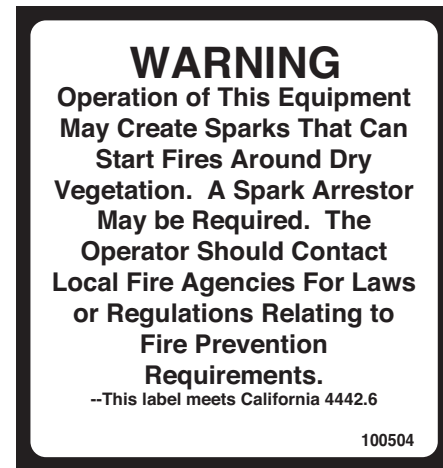 WARNING
Operation of This Equipment
May Create Sparks That Can
Start Fires Around Dry
Vegetation.  A Spark Arrestor
May be Required.  The
Operator Should Contact
Local Fire Agencies For Laws
or Regulations Relating to
Fire Prevention
Requirements.
--This label meets California 4442.6
100504